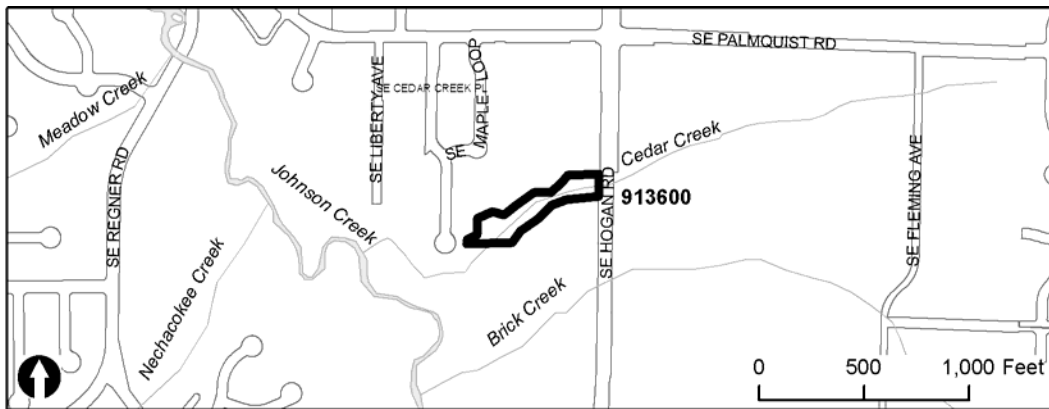 SE PALMQUIST RD
Meadow Creek
SE LIBERTY AVE
SE CEDAR CREEK PL
SE MAPLE LOOP
Cedar Creek
SE REGNER RD
Johnson Creek
913600
SE HOGAN RD
SE FLEMING AVE
Nechacokee Creek
Brick Creek
0 500 1,000 Feet